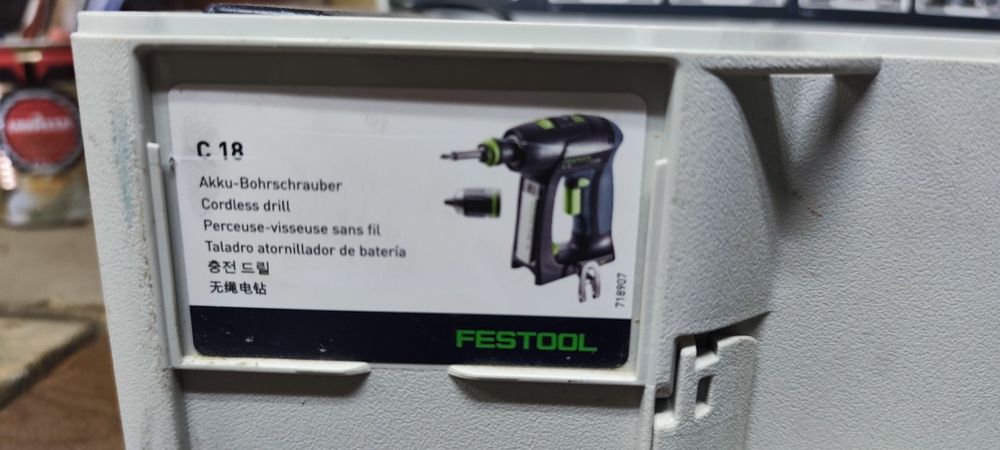 C 18
Akku-Bohrschrauber
Cordless drill
Perceuse-visseuse sans fil
Taladro atornillador de batería
충전 드릴
无绳电钻
718907
FESTOOL